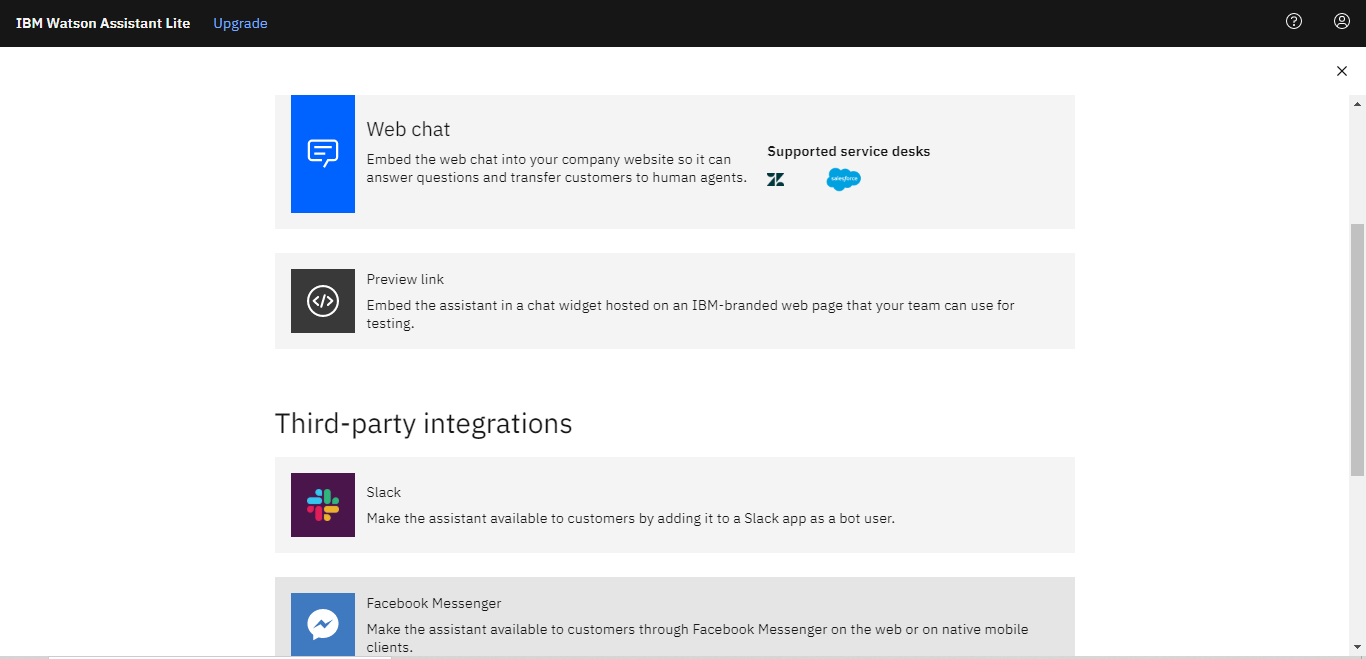 IBM Watson Assistant Lite Upgrade
Web chat
Embed the web chat into your company website so it can
answer questions and transfer customers to human agents.
Supported service desks
salesforce
Preview link
Embed the assistant in a chat widget hosted on an IBM-branded web page that your team can use for
testing.
Third-party integrations
Slack
Make the assistant available to customers by adding it to a Slack app as a bot user.
Facebook Messenger
Make the assistant available to customers through Facebook Messenger on the web or on native mobile
clients.